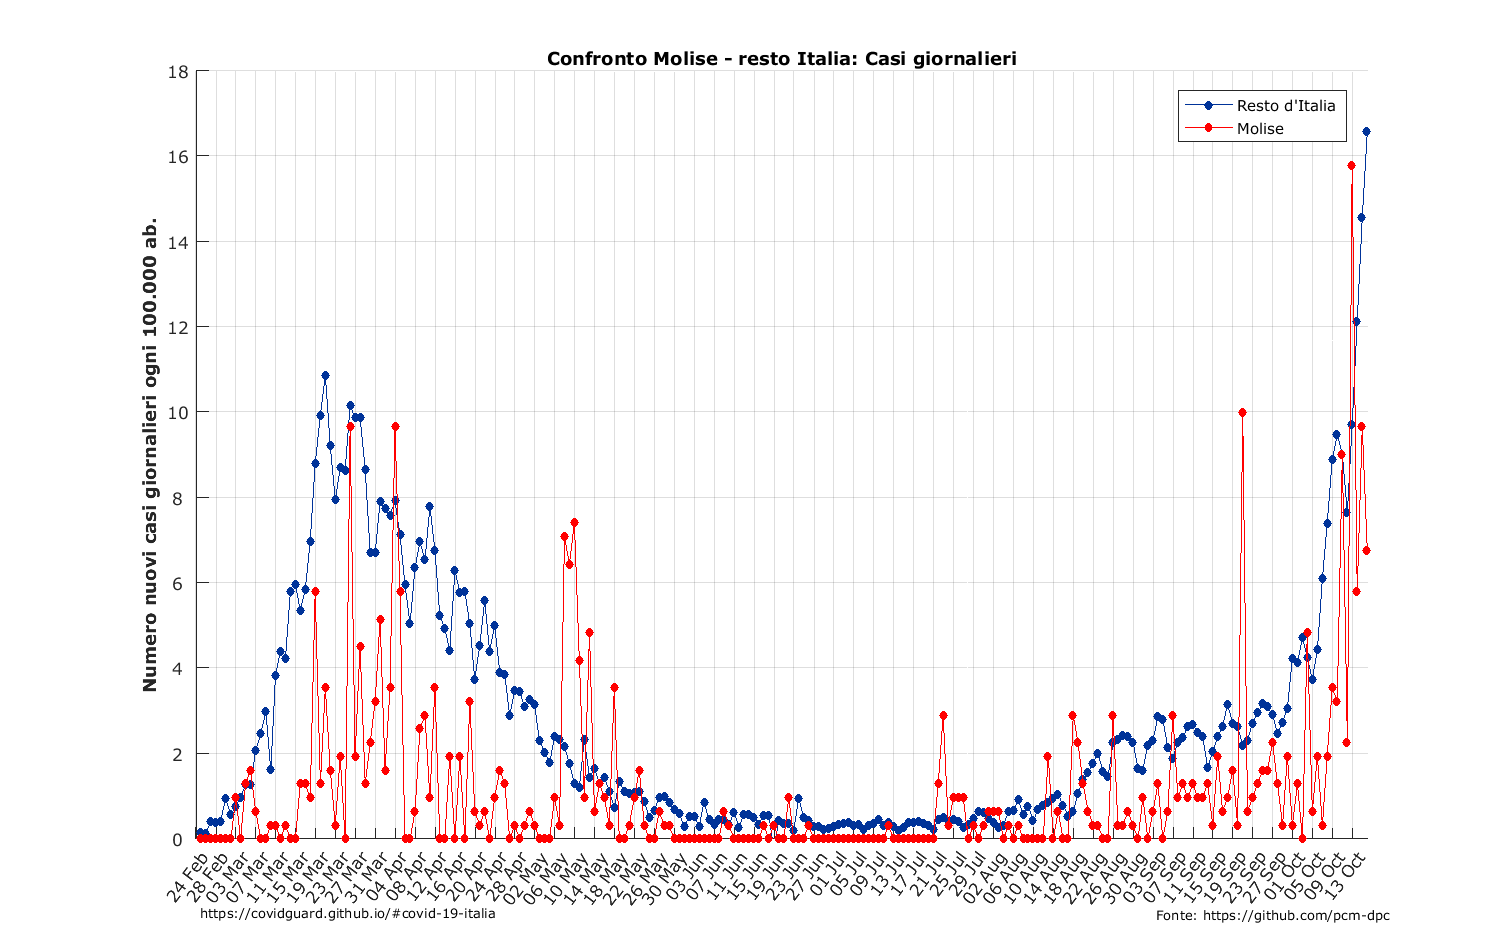 Confronto Molise - resto Italia: Casi giornalieri
Resto d'Italia
Molise
Numero nuovi casi giornalieri ogni 100.000 ab.
18
16
14
12
10
8
6
4
2
0
24 Feb
28 Feb
03 Mar
07 Mar
11 Mar
15 Mar
19 Mar
23 Mar
27 Mar
31 Mar
04 Apr
08 Apr
12 Apr
16 Apr
20 Apr
24 Apr
28 Apr
02 May
06 May
10 May
14 May
18 May
22 May
26 May
30 May
03 Jun
07 Jun
11 Jun
15 Jun
19 Jun
23 Jun
27 Jun
01 Jul
05 Jul
09 Jul
13 Jul
17 Jul
21 Jul
25 Jul
29 Jul
02 Aug
06 Aug
10 Aug
14 Aug
18 Aug
22 Aug
26 Aug
30 Aug
03 Sep
07 Sep
11 Sep
15 Sep
19 Sep
23 Sep
27 Sep
01 Oct
05 Oct
09 Oct
13 Oct
https://covidguard.github.io/#covid-19-italia
Fonte: https://github.com/pcm-dpc